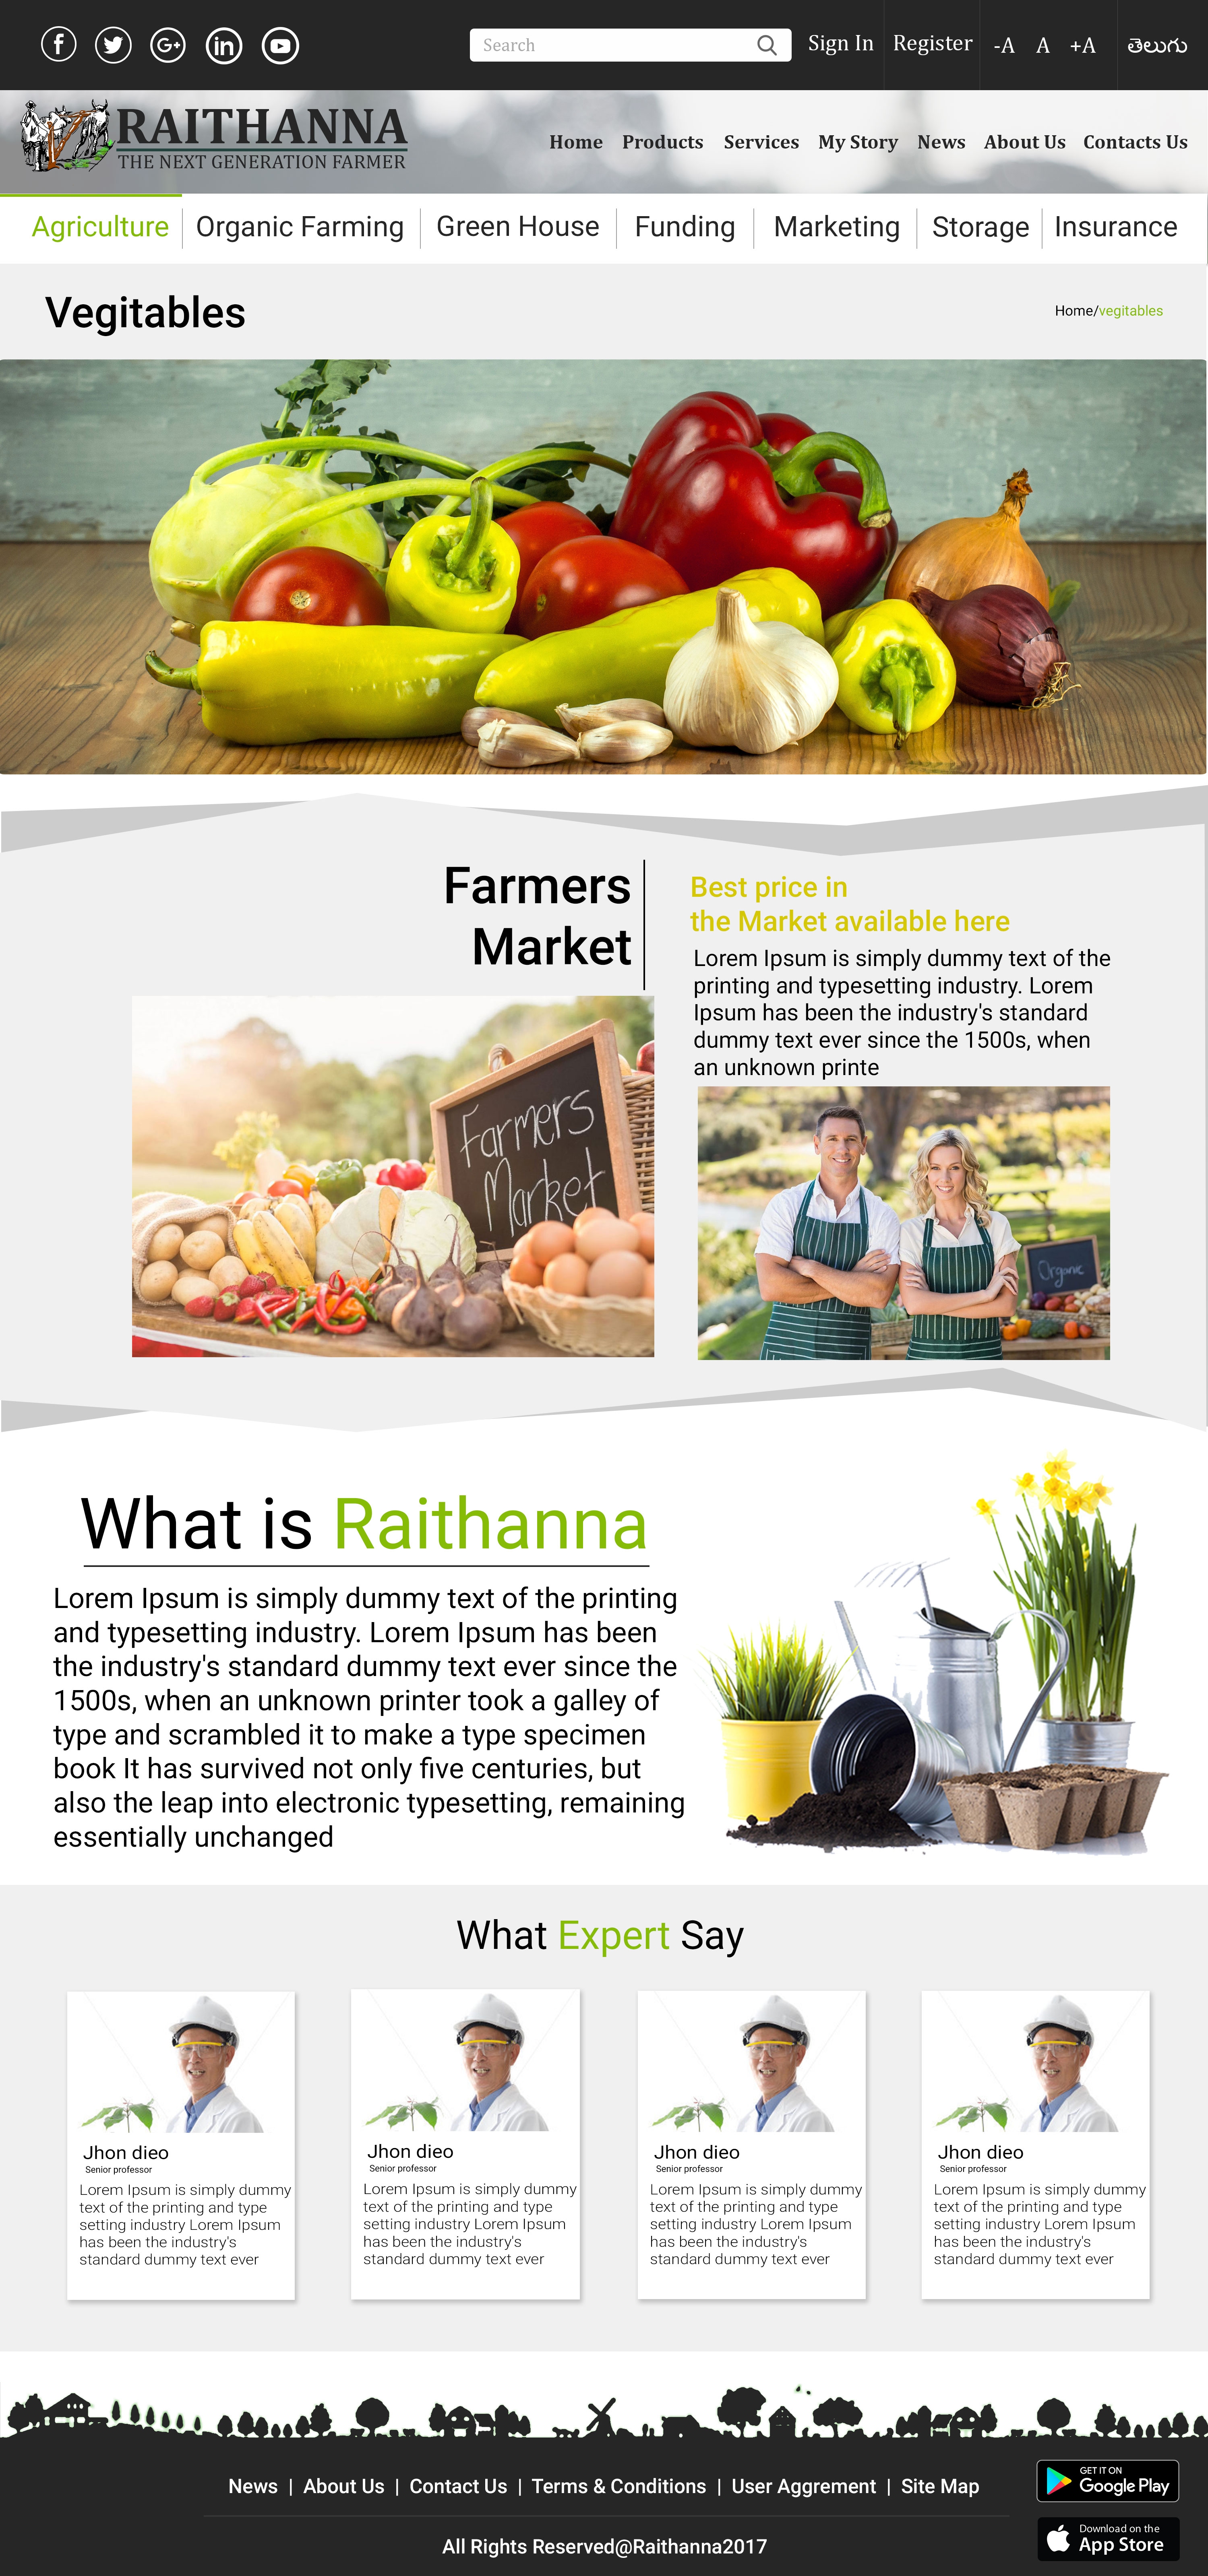 Search
Sign In
Register
-A A +A
తెలుగు
RAITHANNA
THE NEXT GENERATION FARMER
Home Products Services My Story News About Us Contacts Us
Agriculture Organic Farming Green House Funding Marketing Storage Insurance
Vegitables
Home/vegitables
Farmers
Market
Best price in
the Market available here
Lorem Ipsum is simply dummy text of the
printing and typesetting industry. Lorem
Ipsum has been the industry's standard
dummy text ever since the 1500s, when
an unknown printe
Farmers
Market
Organic
What is Raithanna
Lorem Ipsum is simply dummy text of the printing
and typesetting industry. Lorem Ipsum has been
the industry's standard dummy text ever since the
1500s, when an unknown printer took a galley of
type and scrambled it to make a type specimen
book It has survived not only five centuries, but
also the leap into electronic typesetting, remaining
essentially unchanged
What Expert Say
Jhon dieo
Senior professor
Lorem Ipsum is simply dummy
text of the printing and type
setting industry Lorem Ipsum
has been the industry's
standard dummy text ever
Jhon dieo
Senior professor
Lorem Ipsum is simply dummy
text of the printing and type
setting industry Lorem Ipsum
has been the industry's
standard dummy text ever
Jhon dieo
Senior professor
Lorem Ipsum is simply dummy
text of the printing and type
setting industry Lorem Ipsum
has been the industry's
standard dummy text ever
Jhon dieo
Senior professor
Lorem Ipsum is simply dummy
text of the printing and type
setting industry Lorem Ipsum
has been the industry's
standard dummy text ever
News | About Us | Contact Us | Terms & Conditions | User Aggrement | Site Map
GET IT ON
Google Play
All Rights Reserved@Raithanna2017
Download on the
App Store